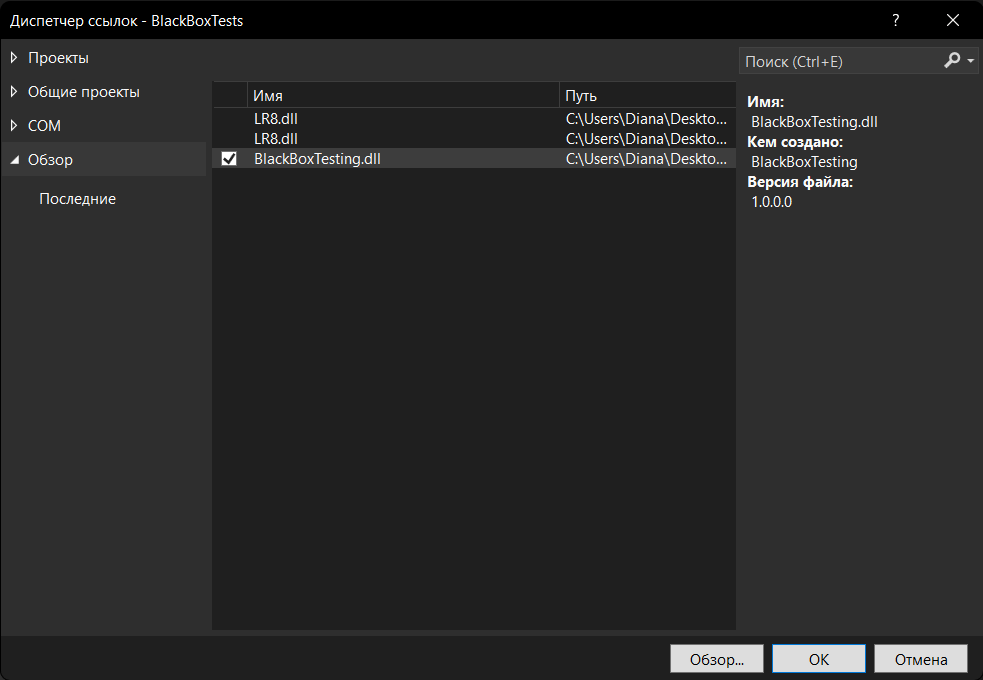 Диспетчер ссылок - BlackBoxTests
?
Проекты
Общие проекты
COM
Обзор
Последние
Имя Путь
LR8.dll C:\Users\Diana\Deskto...
LR8.dll C:\Users\Diana\Deskto...
BlackBoxTesting.dll C:\Users\Diana\Deskto...
Поиск (Ctrl+E)
Имя:
BlackBoxTesting.dll
Кем создано:
BlackBoxTesting
Версия файла:
1.0.0.0
Обзор... ОК Отмена